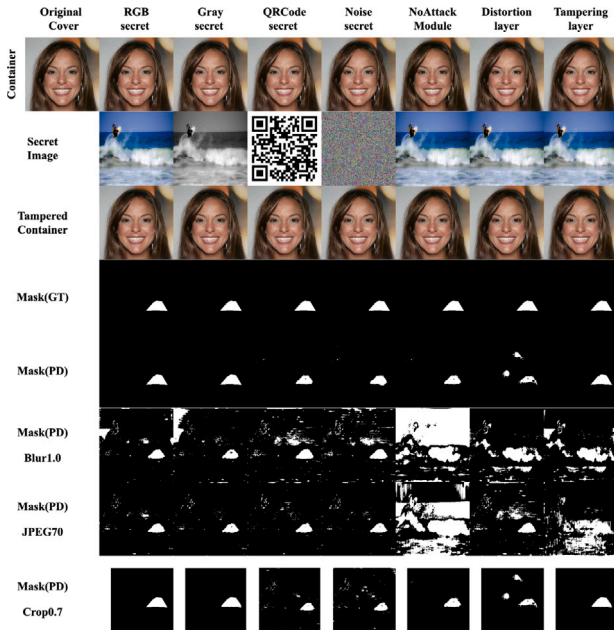 Original RGB Gray QRCode Noise NoAttack Distortion Tampering
Cover secret secret secret secret Module layer layer
Container
Secret
Image
Tampered
Container
Mask(GT)
Mask(PD)
Mask(PD)
Blur1.0
Mask(PD)
JPEG70
Mask(PD)
Crop0.7